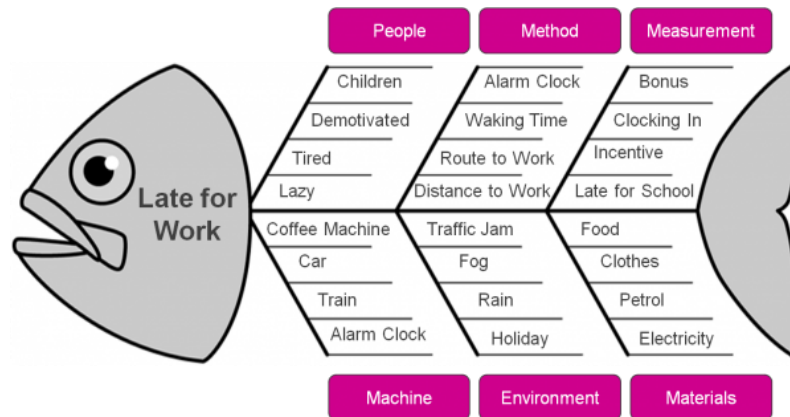 People
Method
Measurement
Children
Alarm Clock
Bonus
Demotivated
Waking Time
Clocking In
Tired
Route to Work
Incentive
Lazy
Distance to Work
Late for School
Late for
Work
Coffee Machine
Traffic Jam
Food
Car
Fog
Clothes
Train
Rain
Petrol
Alarm Clock
Holiday
Electricity
Machine
Environment
Materials